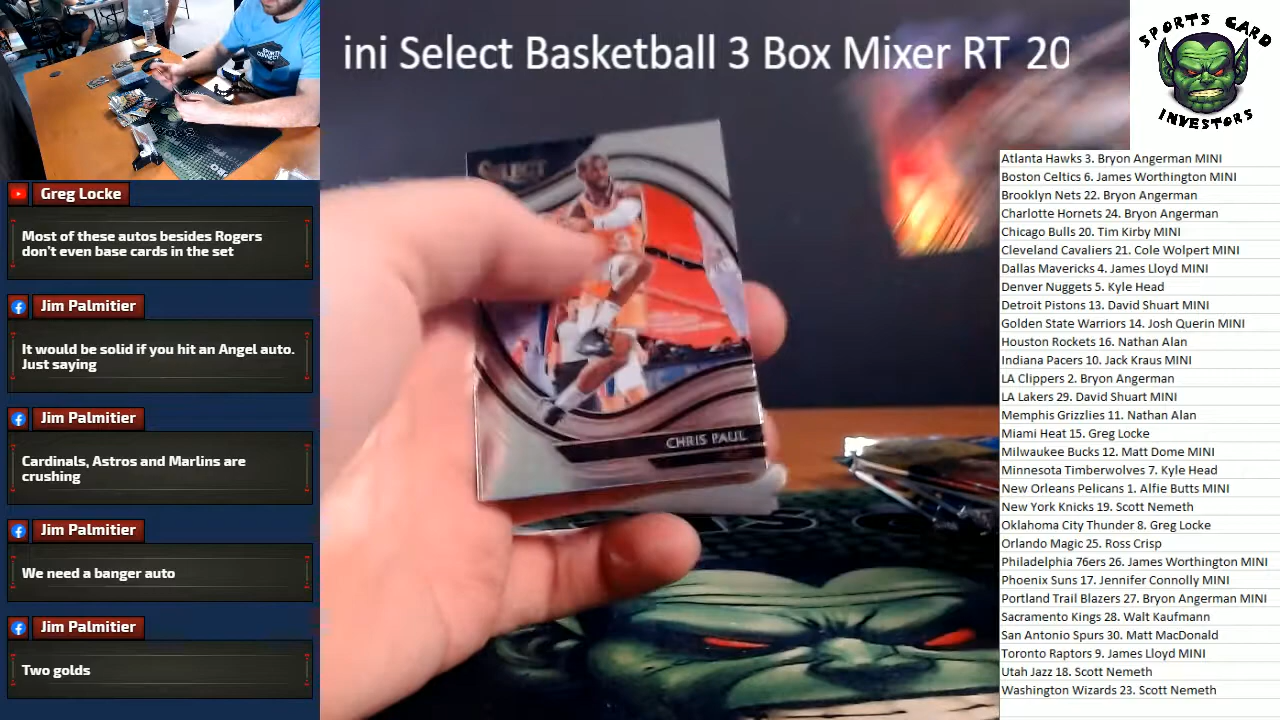 ini Select Basketball 3 Box Mixer RT 20
SPORTS CARD
INVESTORS
Greg Locke
Most of these autos besides Rogers
don't even base cards in the set
Jim Palmitier
It would be solid if you hit an Angel auto.
Just saying
Jim Palmitier
Cardinals, Astros and Marlins are
crushing
Jim Palmitier
We need a banger auto
Jim Palmitier
Two golds
SELECT
CHRIS PAUL
Atlanta Hawks 3. Bryon Angerman MINI
Boston Celtics 6. James Worthington MINI
Brooklyn Nets 22. Bryon Angerman
Charlotte Hornets 24. Bryon Angerman
Chicago Bulls 20. Tim Kirby MINI
Cleveland Cavaliers 21. Cole Wolpert MINI
Dallas Mavericks 4. James Lloyd MINI
Denver Nuggets 5. Kyle Head
Detroit Pistons 13. David Shuart MINI
Golden State Warriors 14. Josh Querin MINI
Houston Rockets 16. Nathan Alan
Indiana Pacers 10. Jack Kraus MINI
LA Clippers 2. Bryon Angerman
LA Lakers 29. David Shuart MINI
Memphis Grizzlies 11. Nathan Alan
Miami Heat 15. Greg Locke
Milwaukee Bucks 12. Matt Dome MINI
Minnesota Timberwolves 7. Kyle Head
New Orleans Pelicans 1. Alfie Butts MINI
New York Knicks 19. Scott Nemeth
Oklahoma City Thunder 8. Greg Locke
Orlando Magic 25. Ross Crisp
Philadelphia 76ers 26. James Worthington MINI
Phoenix Suns 17. Jennifer Connolly MINI
Portland Trail Blazers 27. Bryon Angerman MINI
Sacramento Kings 28. Walt Kaufmann
San Antonio Spurs 30. Matt MacDonald
Toronto Raptors 9. James Lloyd MINI
Utah Jazz 18. Scott Nemeth
Washington Wizards 23. Scott Nemeth